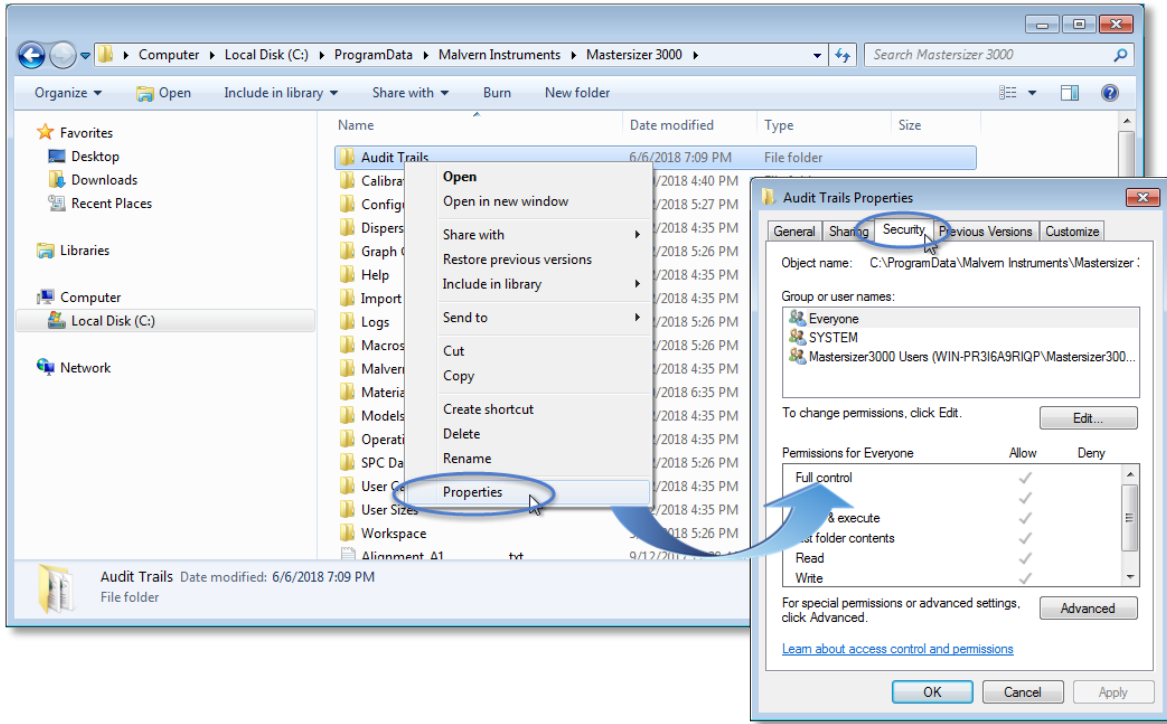 Computer ▸ Local Disk (C:) ▸ ProgramData ▸ Malvern Instruments ▸ Mastersizer 3000 ▸
Search Mastersizer 3000
Organize Open Include in library Share with Burn New folder
Favorites
Desktop
Downloads
Recent Places
Libraries
Computer
Local Disk (C:)
Network
Name Date modified Type Size
Audit Trails 6/6/2018 7:09 PM File folder
Calibra /2018 4:40 PM
Config /2018 5:27 PM
Dispers /2018 4:35 PM
Graph /2018 5:26 PM
Help /2018 4:35 PM
Import /2018 4:35 PM
Logs /2018 5:26 PM
Macros /2018 5:26 PM
Malver /2018 4:35 PM
Materia /2018 6:35 PM
Models /2018 4:35 PM
Operati /2018 4:35 PM
SPC Da /2018 5:26 PM
User /2018 4:35 PM
User Sizes /2018 4:35 PM
Workspace 2018 5:26 PM
Alignment_A1 txt
Open
Open in new window
Share with
Restore previous versions
Include in library
Send to
Cut
Copy
Create shortcut
Delete
Rename
Properties
Audit Trails Date modified: 6/6/2018 7:09 PM
File folder
Audit Trails Properties
General Sharing Security Previous Versions Customize
Object name: C:\ProgramData\Malvern Instruments\Mastersizer
Group or user names:
Everyone
SYSTEM
Mastersizer3000 Users (WIN-PR3I6A9RIQP\Mastersizer300...
To change permissions, click Edit.
Edit...
Permissions for Everyone Allow Deny
Full control
& execute
folder contents
Read
Write
For special permissions or advanced settings,
click Advanced.
Advanced
Learn about access control and permissions
OK Cancel Apply